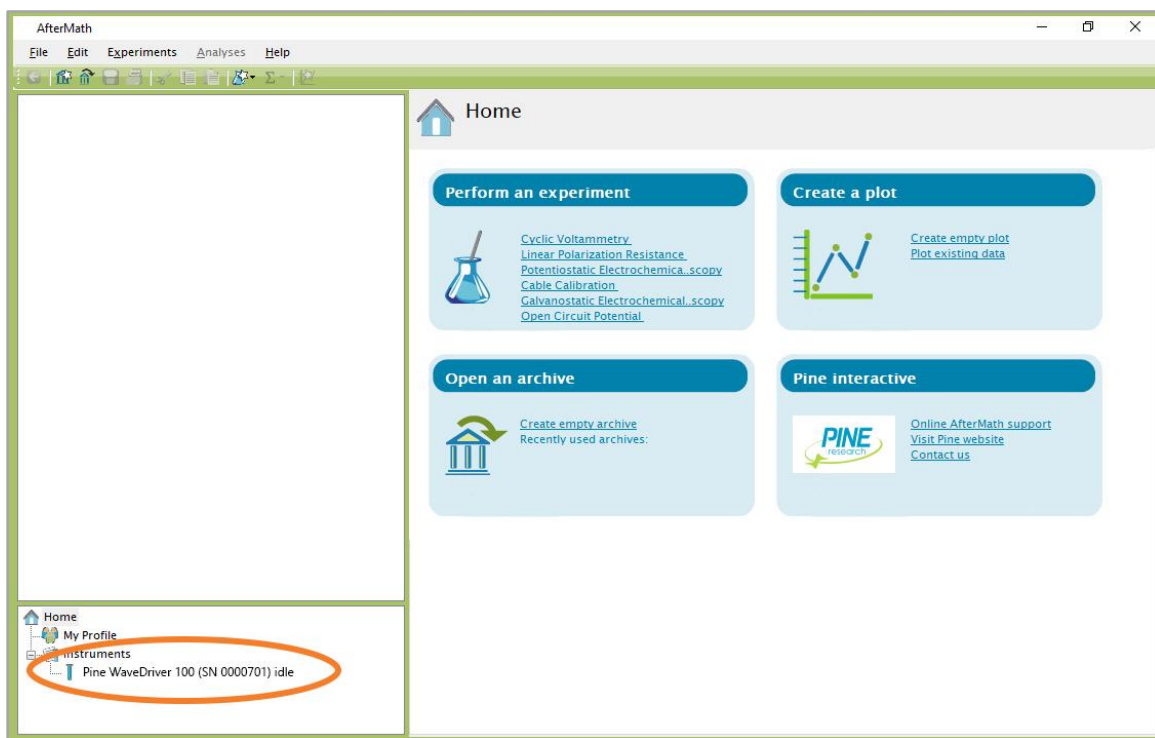 AfterMath
File Edit Experiments Analyses Help
Home
Perform an experiment
Cyclic Voltammetry
Linear Polarization Resistance
Potentiostatic Electrochemica..scopy
Cable Calibration
Galvanostatic Electrochemical..scopy
Open Circuit Potential
Create a plot
Create empty plot
Plot existing data
Open an archive
Create empty archive
Recently used archives:
Pine interactive
PINE
research
Online AfterMath support
Visit Pine website
Contact us
Home
My Profile
Instruments
Pine WaveDriver 100 (SN 0000701) idle